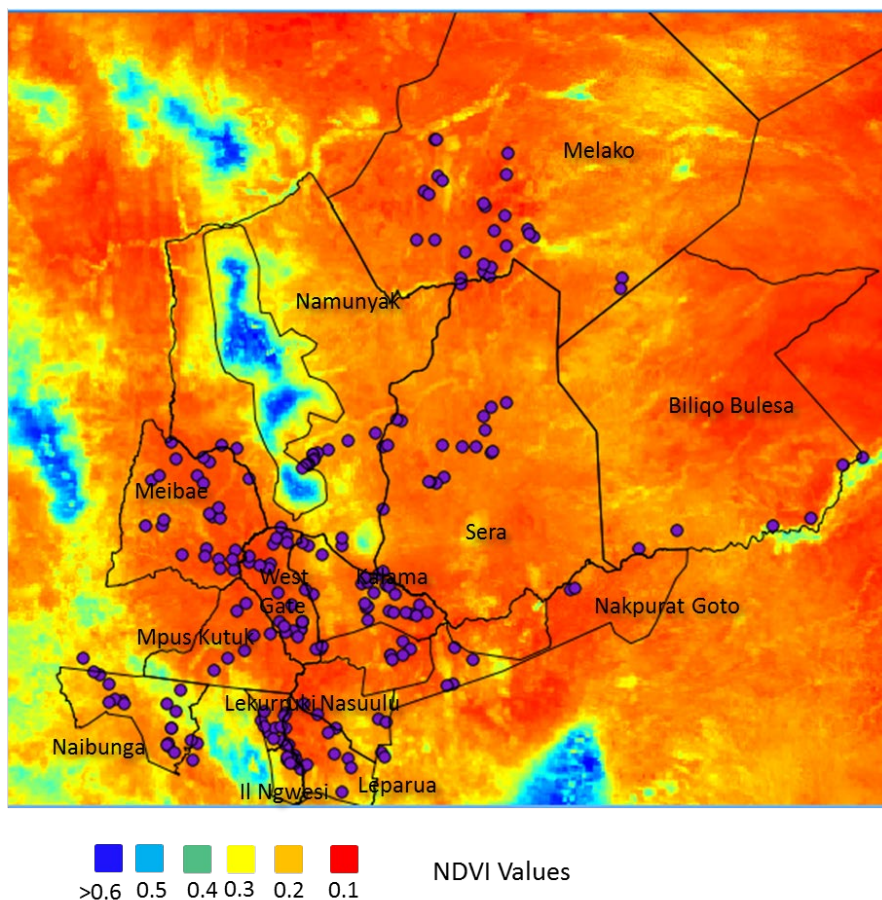 Melako
Namunyak
Biliqo Bulesa
Meibae
Sera
West
Gate
Kalama
Nakpurat Goto
Mpus Kutuk
Lekurruki
Nasuulu
Naibunga
Il Ngwesi
Leparua
NDVI Values
>0.6 0.5 0.4 0.3 0.2 0.1